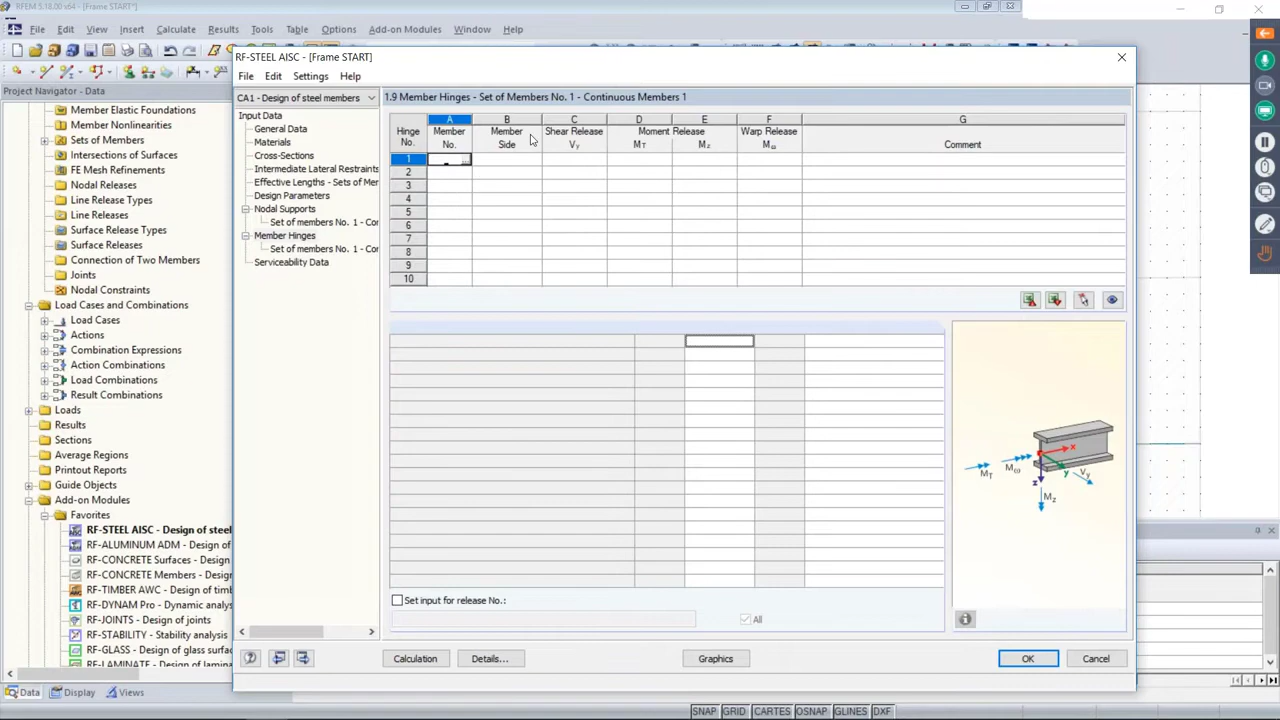 RFEM 5.18.00 x64 - [Frame START*]
File Edit View Insert Calculate Results Tools Table Options Add-on Modules Window Help
Project Navigator - Data
Member Elastic Foundations
Member Nonlinearities
Sets of Members
Intersections of Surfaces
FE Mesh Refinements
Nodal Releases
Line Release Types
Line Releases
Surface Release Types
Surface Releases
Connection of Two Members
Joints
Nodal Constraints
Load Cases and Combinations
Load Cases
Actions
Combination Expressions
Action Combinations
Load Combinations
Result Combinations
Loads
Results
Sections
Average Regions
Printout Reports
Guide Objects
Add-on Modules
Favorites
RF-STEEL AISC - Design of steel
RF-ALUMINUM ADM - Design of
RF-CONCRETE Surfaces - Design
RF-CONCRETE Members - Design
RF-TIMBER AWC - Design of timb
RF-DYNAM Pro - Dynamic analys
RF-JOINTS - Design of joints
RF-STABILITY - Stability analysis
RF-GLASS - Design of glass surfa
RF-LAMINATE - Design of lamina
Data Display Views
RF-STEEL AISC - [Frame START]
File Edit Settings Help
CA1 - Design of steel members
Input Data
General Data
Materials
Cross-Sections
Intermediate Lateral Restraints
Effective Lengths - Sets of Mer
Design Parameters
Nodal Supports
Set of members No. 1 - Cor
Member Hinges
Set of members No. 1 - Cor
Serviceability Data
1.9 Member Hinges - Set of Members No. 1 - Continuous Members 1
A B C D E F G
Hinge Member Member Shear Release Moment Release Warp Release
No. No. Side Vy MT Mz Mω Comment
1
2
3
4
5
6
7
8
9
10
MT Mω x y z Vy Mz
Set input for release No.:
All
Calculation Details... Graphics OK Cancel
SNAP GRID CARTES OSNAP GLINES DXF